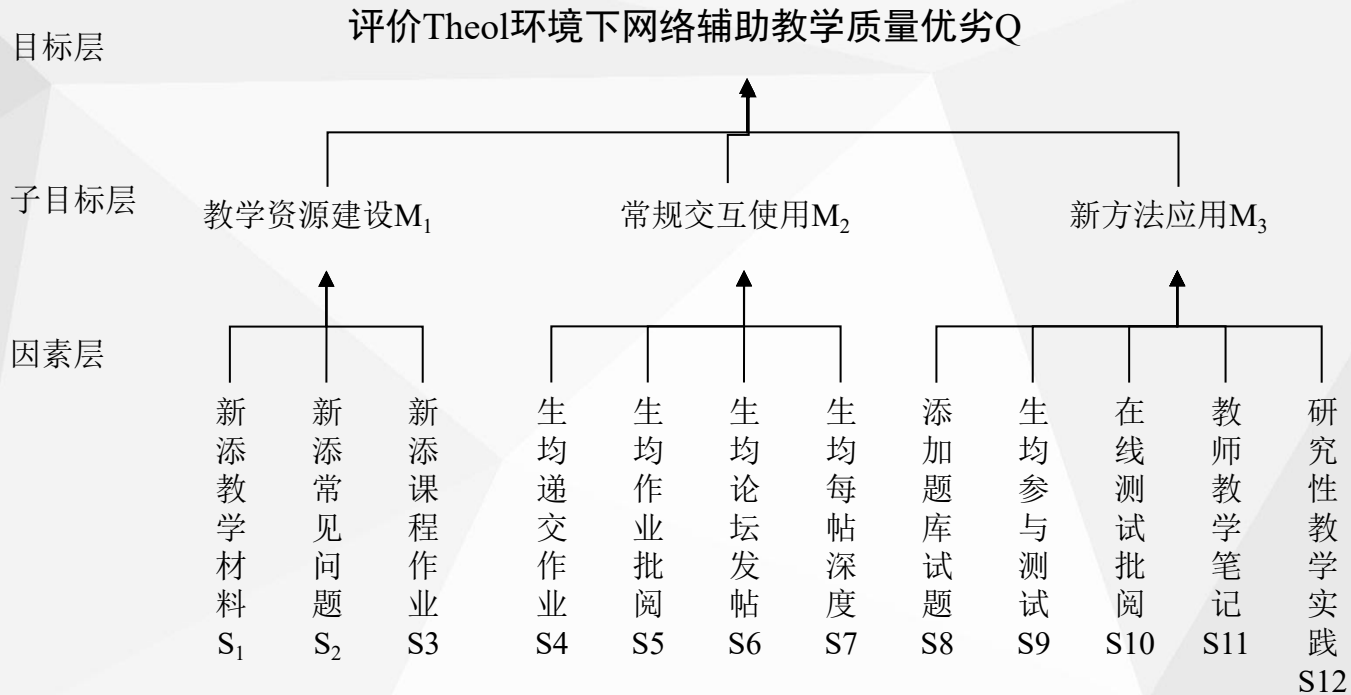 评价Theol环境下网络辅助教学质量优劣Q
目标层
子目标层
教学资源建设M₁
常规交互使用M₂
新方法应用M₃
因素层
新添教学材料S₁
新添常见问题S₂
新添课程作业S3
生均递交作业S4
生均作业批阅S5
生均论坛发帖S6
生均每帖深度S7
添加题库试题S8
生均参与测试S9
在线测试批阅S10
教师教学笔记S11
研究性教学实践S12